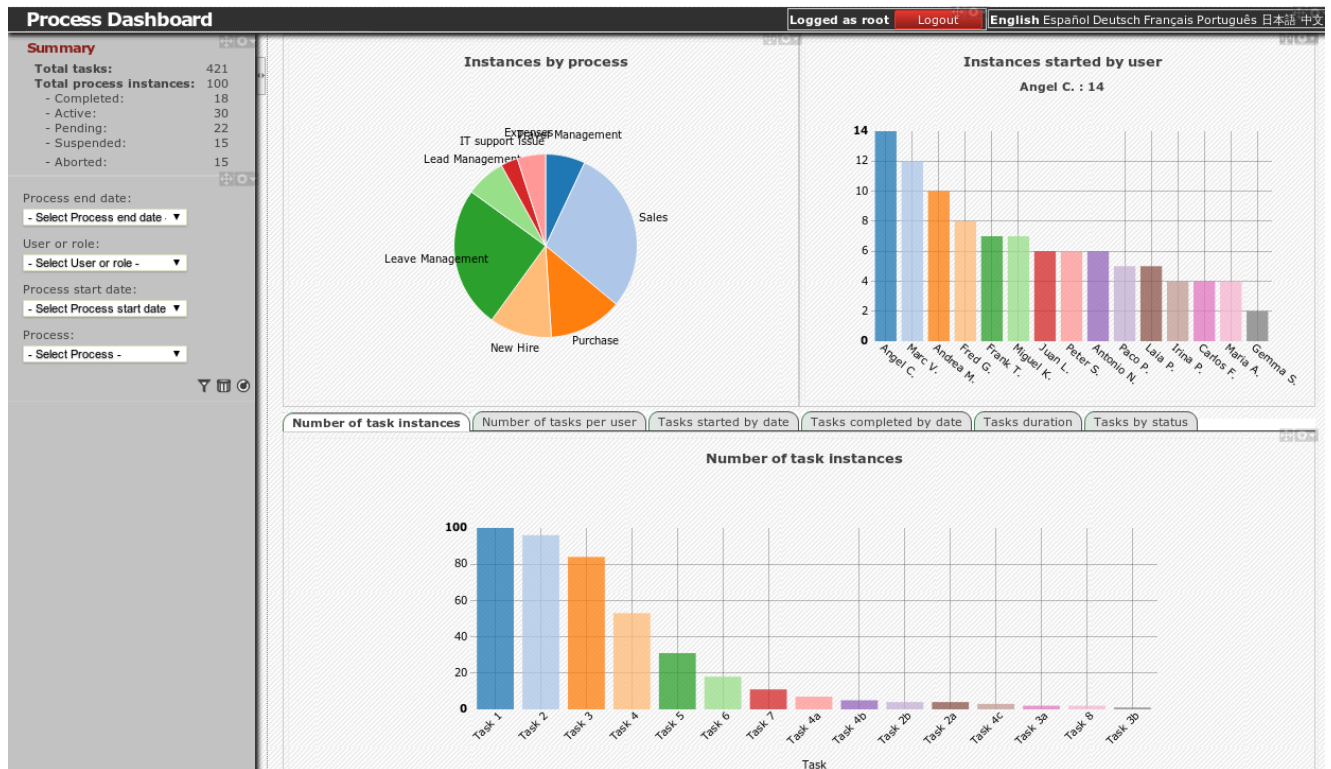 Process Dashboard
Logged as root Logout English Español Deutsch Français Português 日本語 中文
Summary
Total tasks: 421
Total process instances: 100
- Completed: 18
- Active: 30
- Pending: 22
- Suspended: 15
- Aborted: 15
Process end date:
- Select Process end date -
User or role:
- Select User or role -
Process start date:
- Select Process start date
Process:
- Select Process -
Instances by process
Expenses
Travel Management
IT support Issue
Lead Management
Sales
Leave Management
New Hire
Purchase
Instances started by user
Angel C. : 14
14
12
10
8
6
4
2
0
Angel C. Marc V. Andrea M. Fred G. Frank T. Miguel K. Juan L. Peter S. Antonio N. Paco P. Laia P. Irina P. Carlos F. Maria A. Gemma S.
Number of task instances Number of tasks per user Tasks started by date Tasks completed by date Tasks duration Tasks by status
Number of task instances
100
80
60
40
20
0
Task 1 Task 2 Task 3 Task 4 Task 5 Task 6 Task 7 Task 4a Task 4b Task 2b Task 2a Task 4c Task 3a Task 8 Task 3b
Task